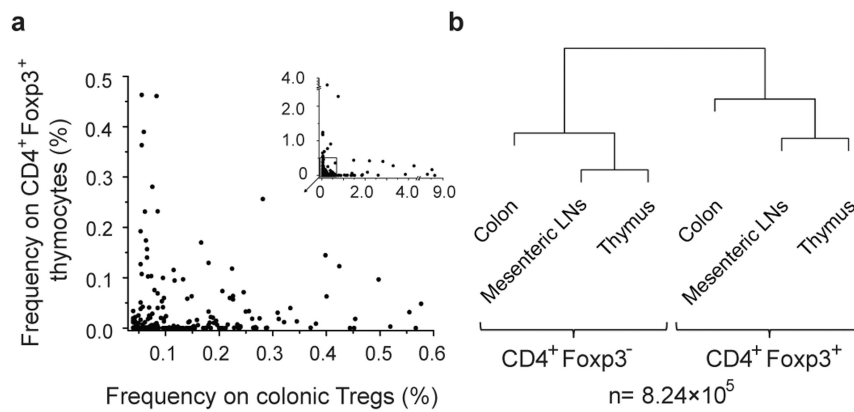 a
Frequency on CD4⁺Foxp3⁺
thymocytes (%)
0.5
0.4
0.3
0.2
0.1
0.0
0.1 0.2 0.3 0.4 0.5 0.6
Frequency on colonic Tregs (%)
4.0
2.0
1.0
0
0 2.0 4.0 9.0
b
Colon
Mesenteric LNs
Thymus
Colon
Mesenteric LNs
Thymus
CD4⁺Foxp3⁻
CD4⁺Foxp3⁺
n= 8.24×10⁵